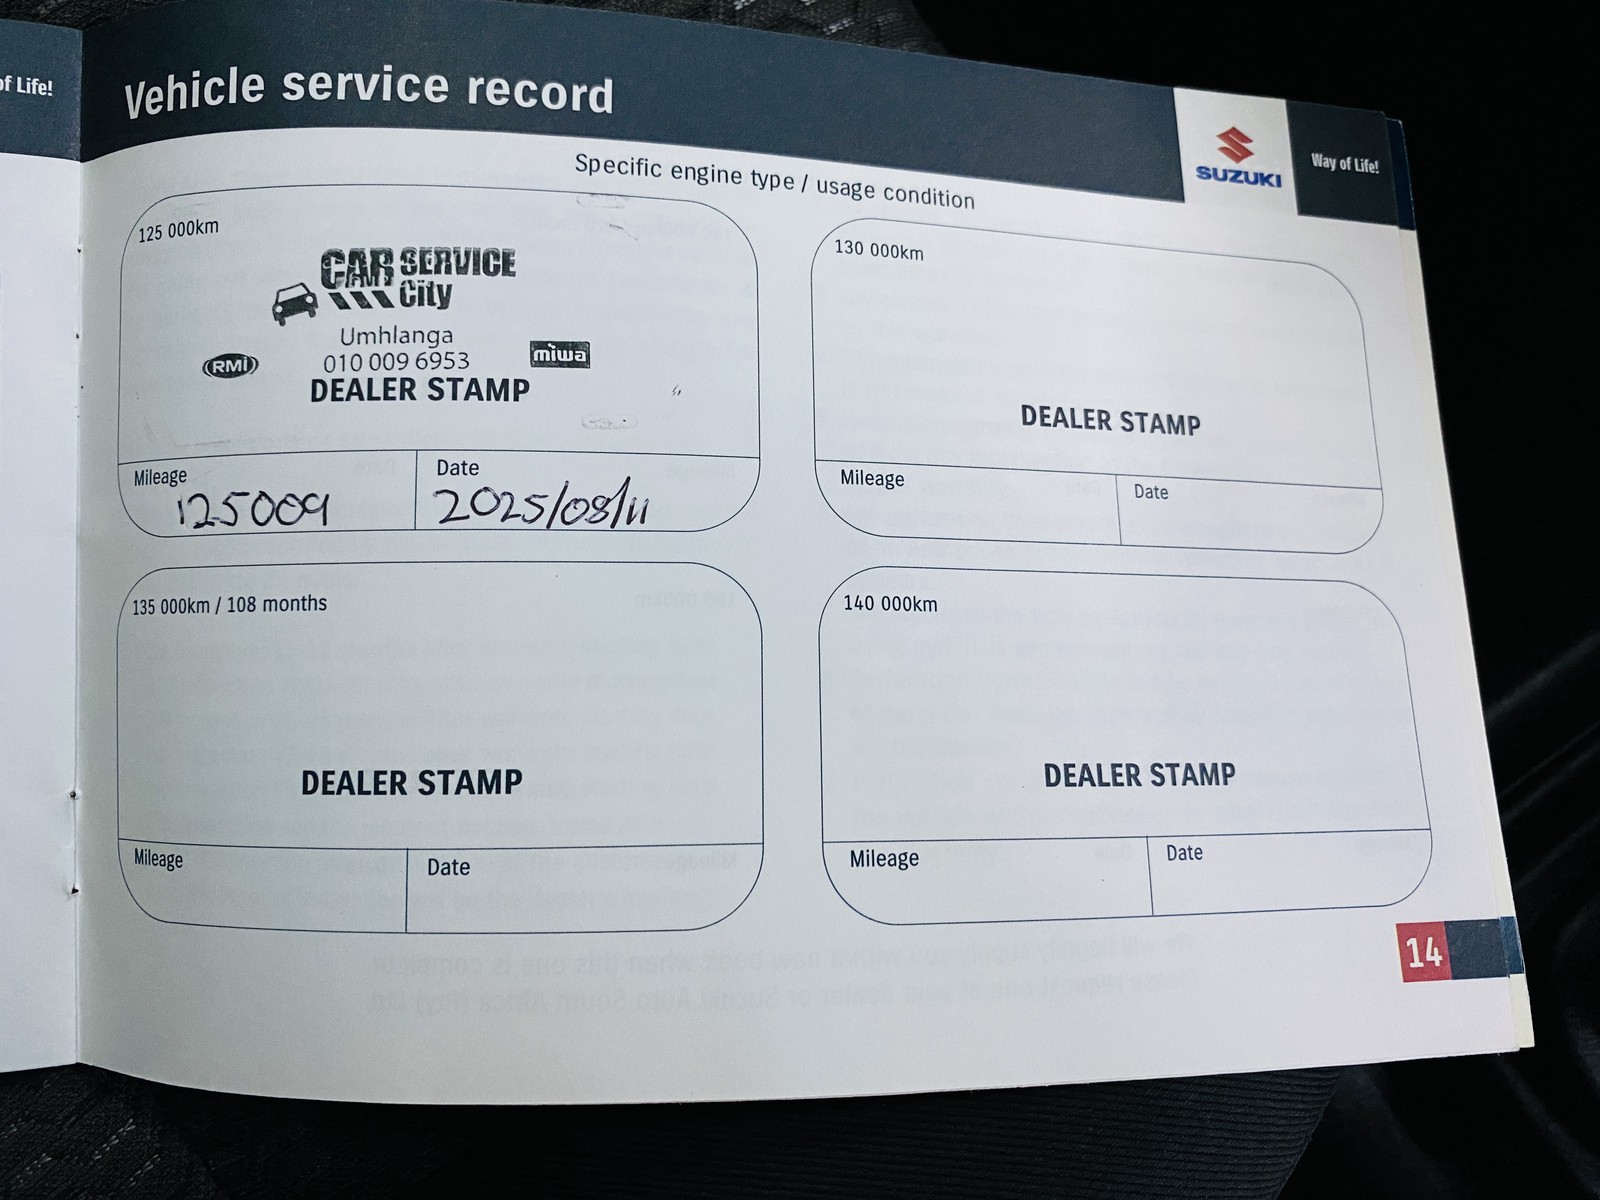 of Life!
Vehicle service record
SUZUKI
Way of Life!
Specific engine type / usage condition
125 000km
CAR SERVICE
City
Umhlanga
RMI
010 009 6953
miwa
DEALER STAMP
Mileage
Date
125009
2025/08/11
130 000km
DEALER STAMP
Mileage
Date
135 000km / 108 months
DEALER STAMP
Mileage
Date
140 000km
DEALER STAMP
Mileage
Date
14